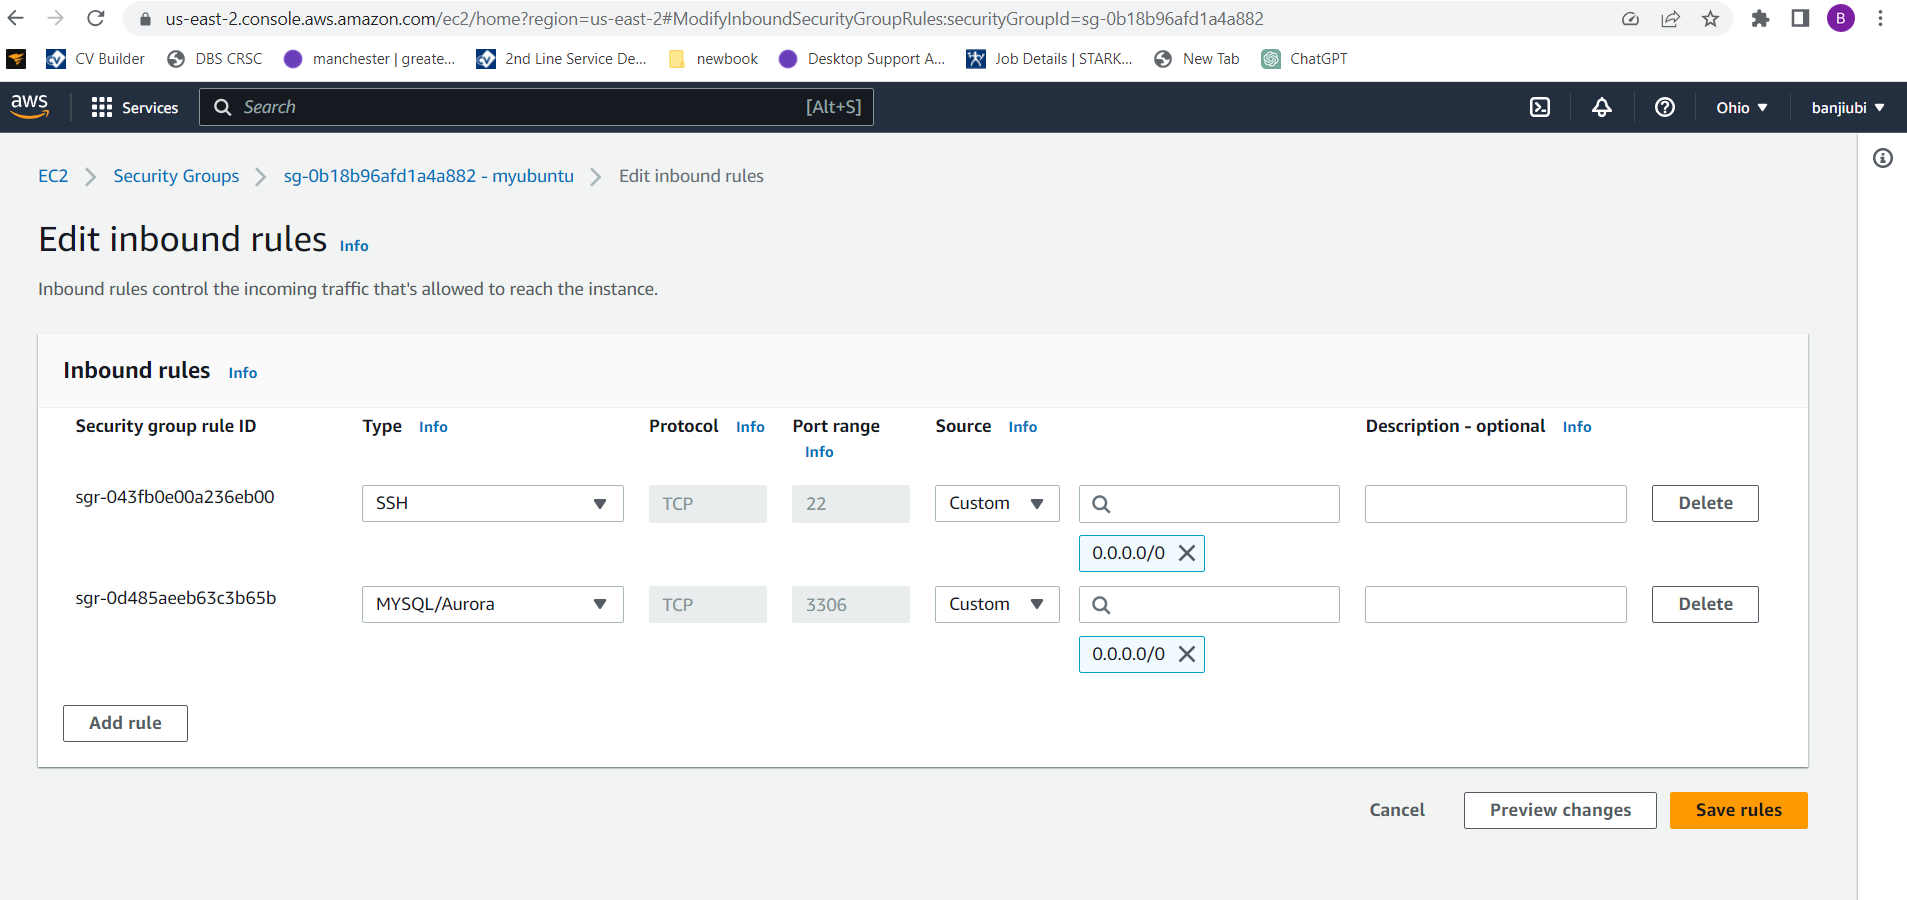 us-east-2.console.aws.amazon.com/ec2/home?region=us-east-2#ModifyInboundSecurityGroupRules:securityGroupId=sg-0b18b96afd1a4a882
B
CV Builder DBS CRSC manchester | greate... 2nd Line Service De... newbook Desktop Support A... Job Details | STARK... New Tab ChatGPT
aws Services Search [Alt+S] Ohio banjiubi
EC2 Security Groups sg-0b18b96afd1a4a882 - myubuntu Edit inbound rules
Edit inbound rules Info
Inbound rules control the incoming traffic that's allowed to reach the instance.
Inbound rules Info
Security group rule ID Type Info Protocol Info Port range Info Source Info Description - optional Info
sgr-043fb0e00a236eb00 SSH TCP 22 Custom Delete
0.0.0.0/0
sgr-0d485aeeb63c3b65b MYSQL/Aurora TCP 3306 Custom Delete
0.0.0.0/0
Add rule
Cancel Preview changes Save rules